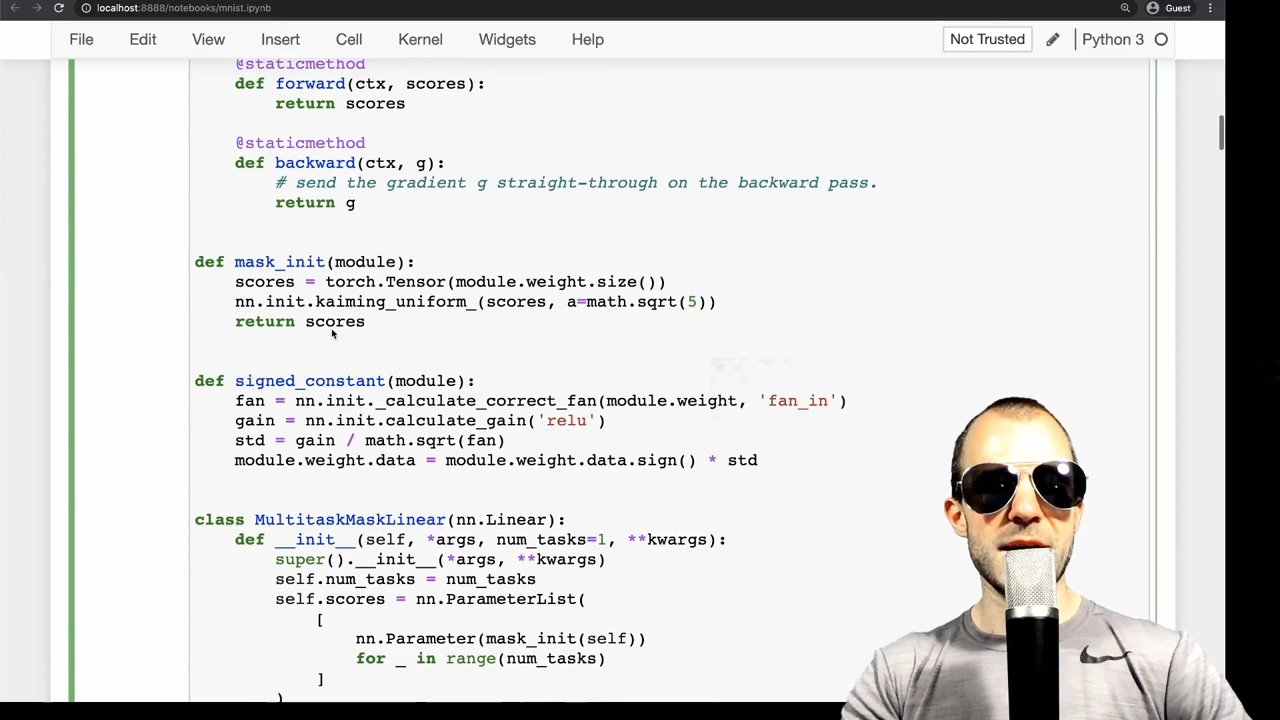 localhost:8888/notebooks/mnist.ipynb
Guest
File Edit View Insert Cell Kernel Widgets Help
Not Trusted
Python 3
@staticmethod
def forward(ctx, scores):
return scores
@staticmethod
def backward(ctx, g):
# send the gradient g straight-through on the backward pass.
return g
def mask_init(module):
scores = torch.Tensor(module.weight.size())
nn.init.kaiming_uniform_(scores, a=math.sqrt(5))
return scores
def signed_constant(module):
fan = nn.init._calculate_correct_fan(module.weight, 'fan_in')
gain = nn.init.calculate_gain('relu')
std = gain / math.sqrt(fan)
module.weight.data = module.weight.data.sign() * std
class MultitaskMaskLinear(nn.Linear):
def __init__(self, *args, num_tasks=1, **kwargs):
super().__init__(*args, **kwargs)
self.num_tasks = num_tasks
self.scores = nn.ParameterList(
[
nn.Parameter(mask_init(self))
for _ in range(num_tasks)
]
)